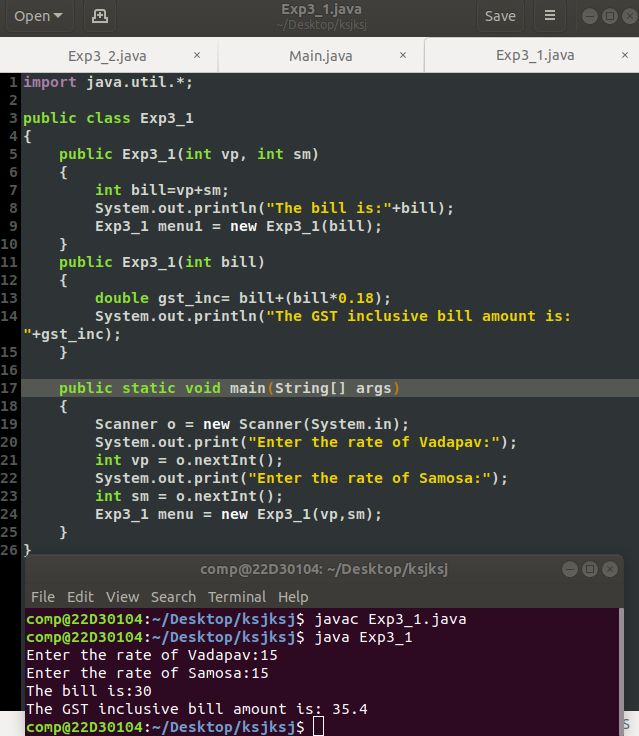 Open
Exp3_1.java
~/Desktop/ksjksj
Save
Exp3_2.java × Main.java × Exp3_1.java ×
1 import java.util.*;
2
3 public class Exp3_1
4 {
5     public Exp3_1(int vp, int sm)
6     {
7         int bill=vp+sm;
8         System.out.println("The bill is:"+bill);
9         Exp3_1 menu1 = new Exp3_1(bill);
10     }
11     public Exp3_1(int bill)
12     {
13         double gst_inc= bill+(bill*0.18);
14         System.out.println("The GST inclusive bill amount is:
"+gst_inc);
15     }
16
17     public static void main(String[] args)
18     {
19         Scanner o = new Scanner(System.in);
20         System.out.print("Enter the rate of Vadapav:");
21         int vp = o.nextInt();
22         System.out.print("Enter the rate of Samosa:");
23         int sm = o.nextInt();
24         Exp3_1 menu = new Exp3_1(vp,sm);
25     }
26 }
comp@22D30104: ~/Desktop/ksjksj
File Edit View Search Terminal Help
comp@22D30104:~/Desktop/ksjksj$ javac Exp3_1.java
comp@22D30104:~/Desktop/ksjksj$ java Exp3_1
Enter the rate of Vadapav:15
Enter the rate of Samosa:15
The bill is:30
The GST inclusive bill amount is: 35.4
comp@22D30104:~/Desktop/ksjksj$